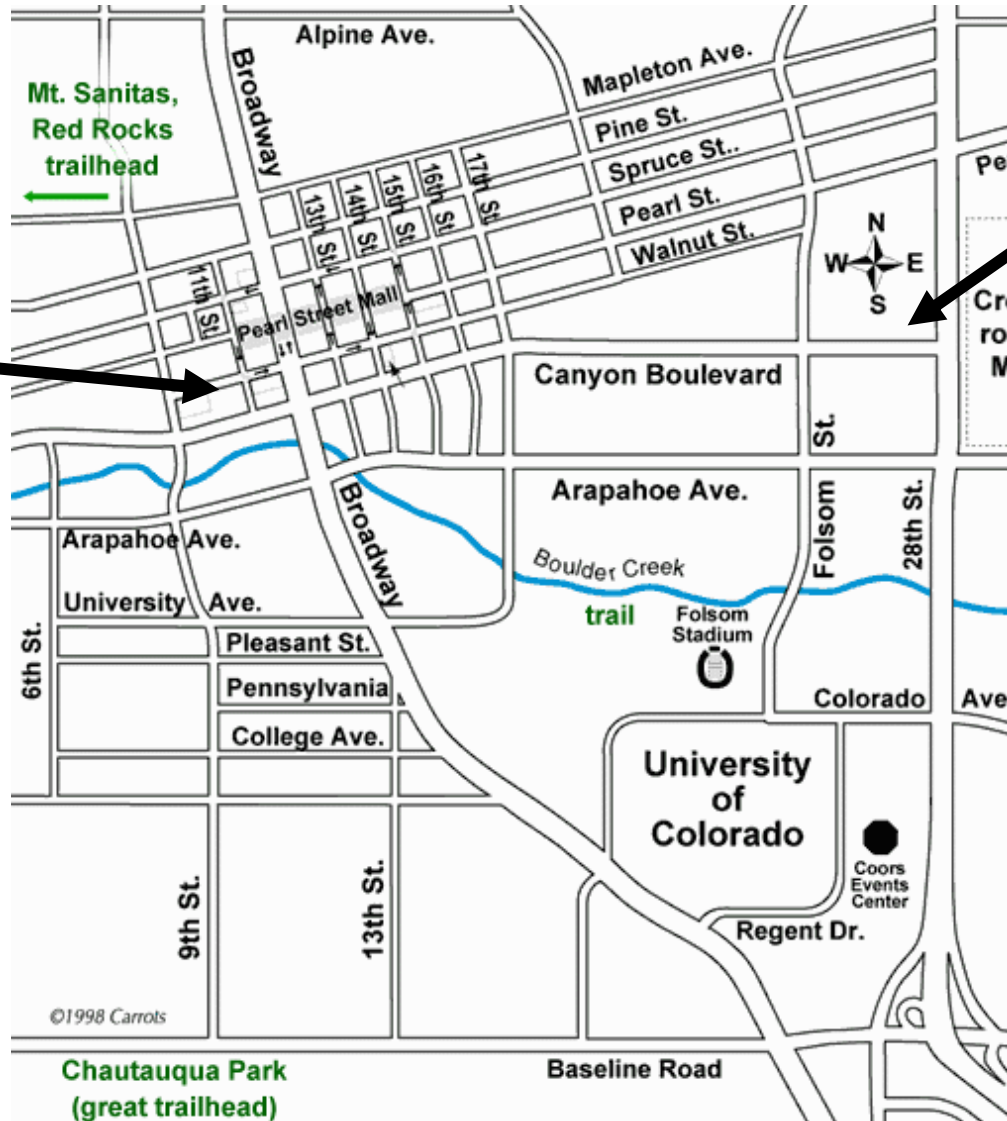 Alpine Ave.
Broadway
Mapleton Ave.
Mt. Sanitas,
Red Rocks
trailhead
Pine St.
Spruce St..
Pearl St.
Walnut St.
13th St.
14th St.
15th St.
16th St.
17th St.
11th St.
Pearl Street Mall
N
W E
S
Canyon Boulevard
Folsom St.
28th St.
Arapahoe Ave.
Arapahoe Ave.
Broadway
Boulder Creek
trail
University Ave.
Folsom
Stadium
6th St.
Pleasant St.
Pennsylvania
College Ave.
Colorado Ave
University
of
Colorado
Coors
Events
Center
Regent Dr.
9th St.
13th St.
©1998 Carrots
Baseline Road
Chautauqua Park
(great trailhead)